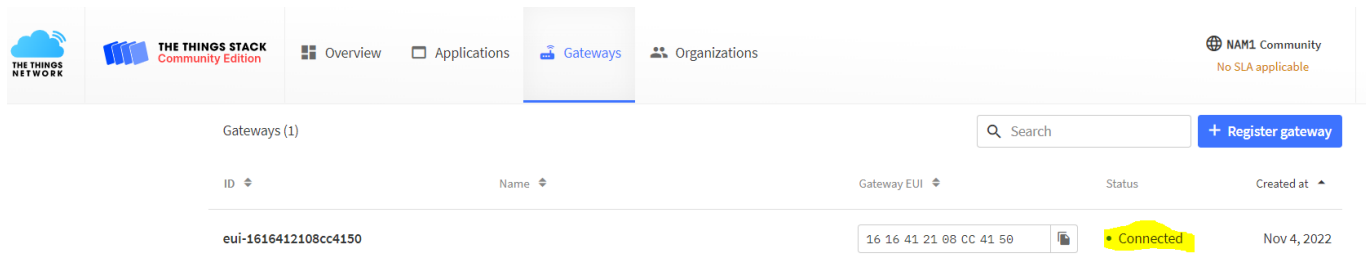 THE THINGS
NETWORK
THE THINGS STACK
Community Edition
Overview
Applications
Gateways
Organizations
NAM1 Community
No SLA applicable
Gateways (1)
Search
+ Register gateway
ID
Name
Gateway EUI
Status
Created at
eui-1616412108cc4150
16 16 41 21 08 CC 41 50
Connected
Nov 4, 2022